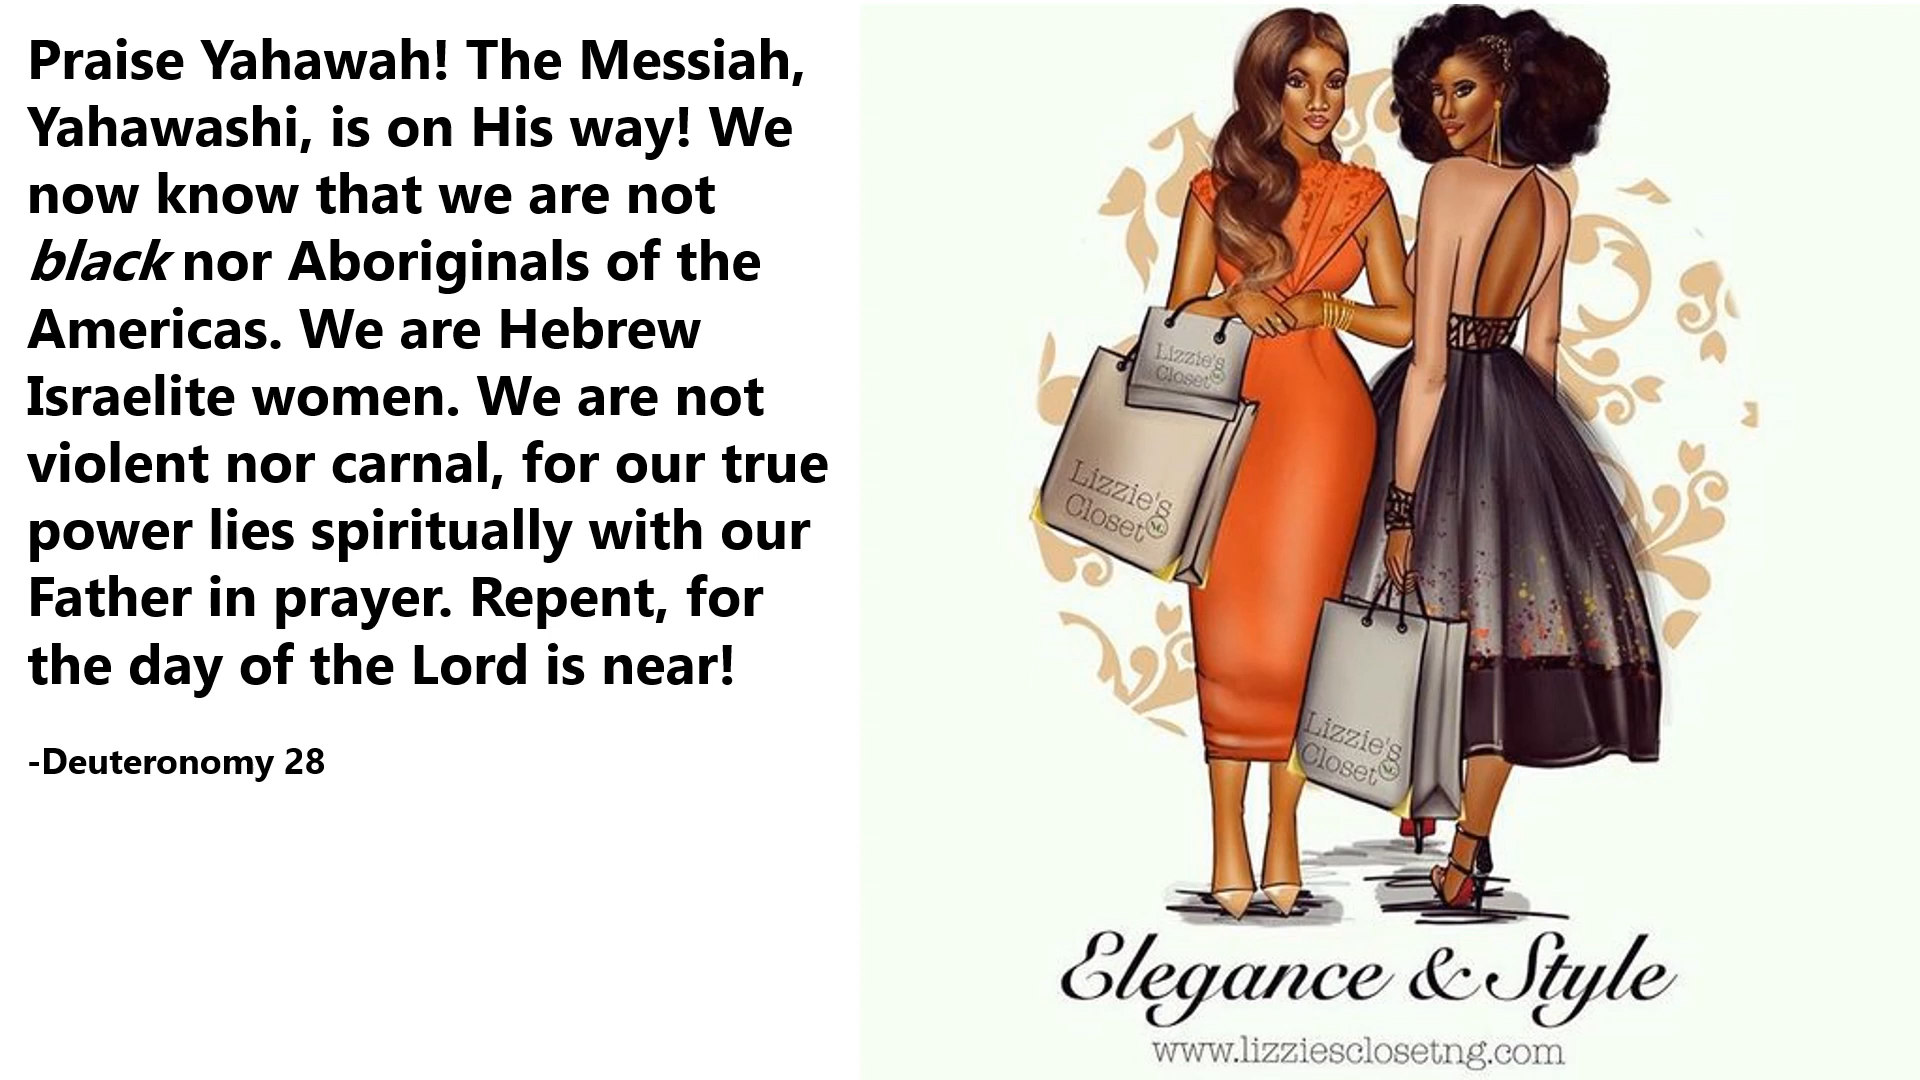 Praise Yahawah! The Messiah,
Yahawashi, is on His way! We
now know that we are not
black nor Aboriginals of the
Americas. We are Hebrew
Israelite women. We are not
violent nor carnal, for our true
power lies spiritually with our
Father in prayer. Repent, for
the day of the Lord is near!
-Deuteronomy 28
Lizzie's
Closet
Lizzie's
Closet
Lizzie's
Closet
Elegance & Style
www.lizziesclosetng.com